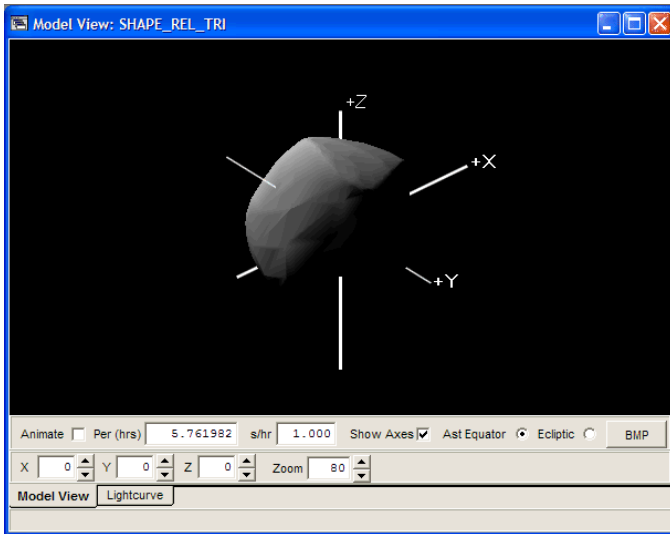 Model View: SHAPE_REL_TRI
+Z
+X
+Y
Animate Per (hrs) 5.761982 s/hr 1.000 Show Axes Ast Equator Ecliptic BMP
X 0 Y 0 Z 0 Zoom 80
Model View Lightcurve